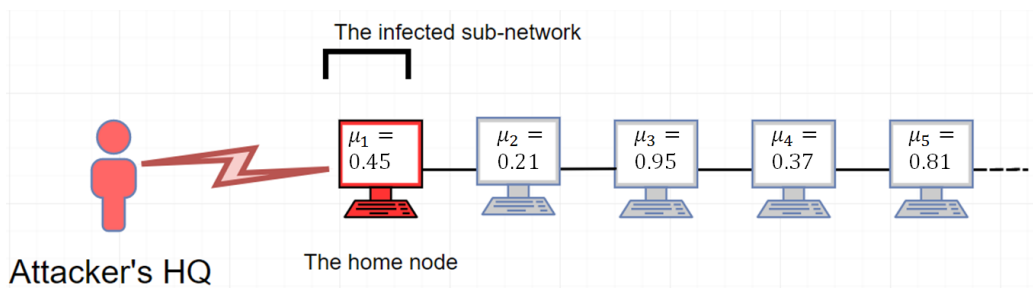 The infected sub-network
μ₁ =
0.45
μ₂ =
0.21
μ₃ =
0.95
μ₄ =
0.37
μ₅ =
0.81
The home node
Attacker's HQ